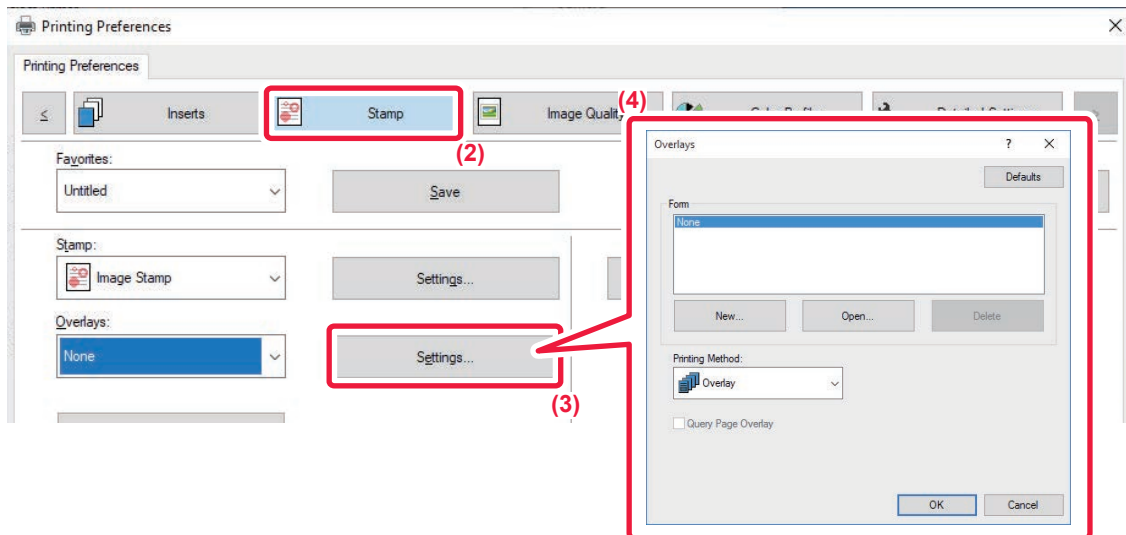 Printing Preferences
Printing Preferences
≤ Inserts Stamp Image Quality
(4)
(2)
Favorites:
Untitled Save
Stamp:
Image Stamp Settings...
Overlays:
None Settings...
(3)
Overlays ?
Defaults
Form
None
New... Open... Delete
Printing Method:
Overlay
Query Page Overlay
OK Cancel